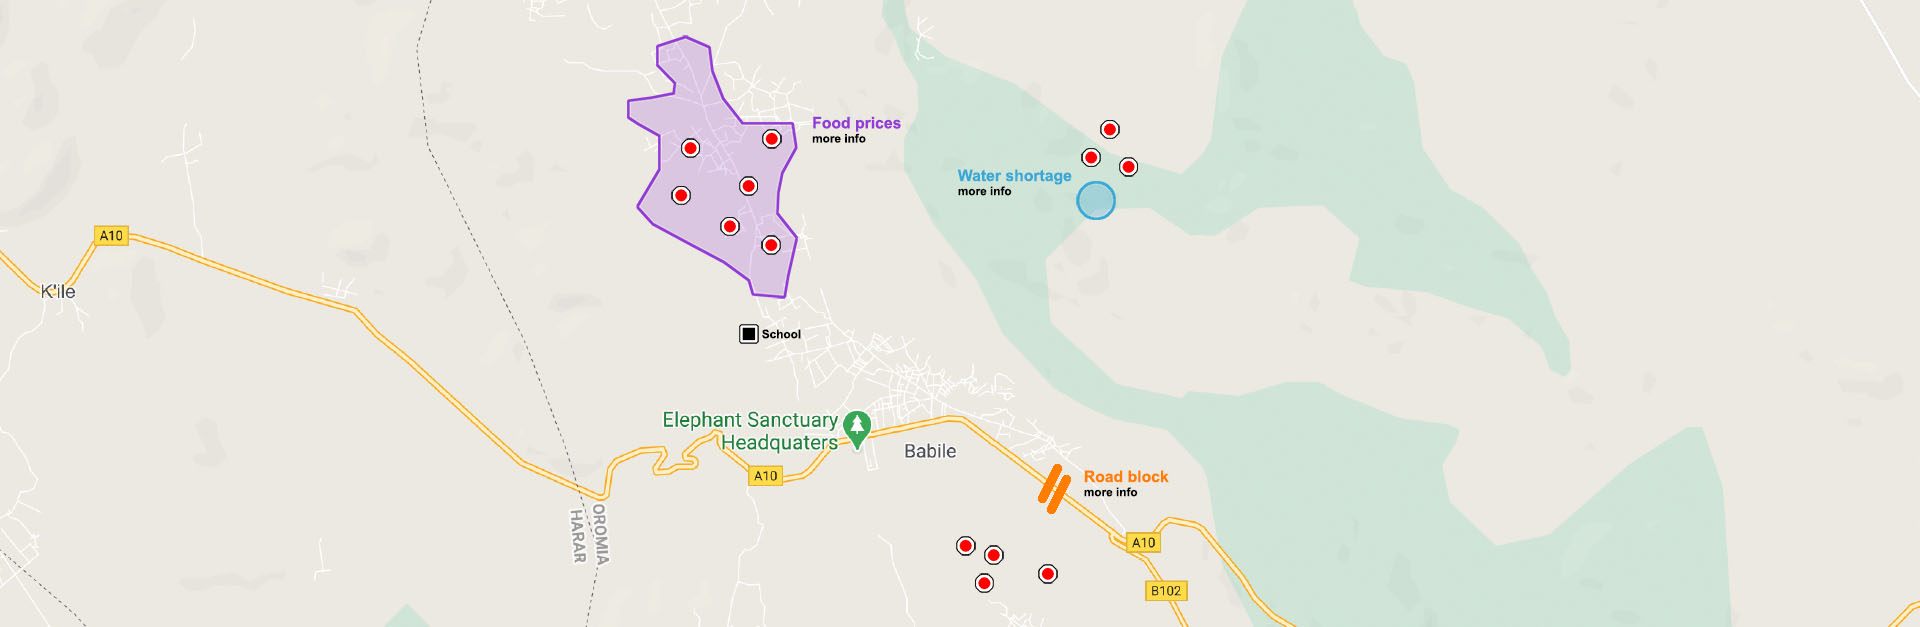 Food prices
more info
Water shortage
more info
A10
K'ile
School
Elephant Sanctuary
Headquaters
Babile
A10
Road block
more info
OROMIA
HARAR
A10
B102